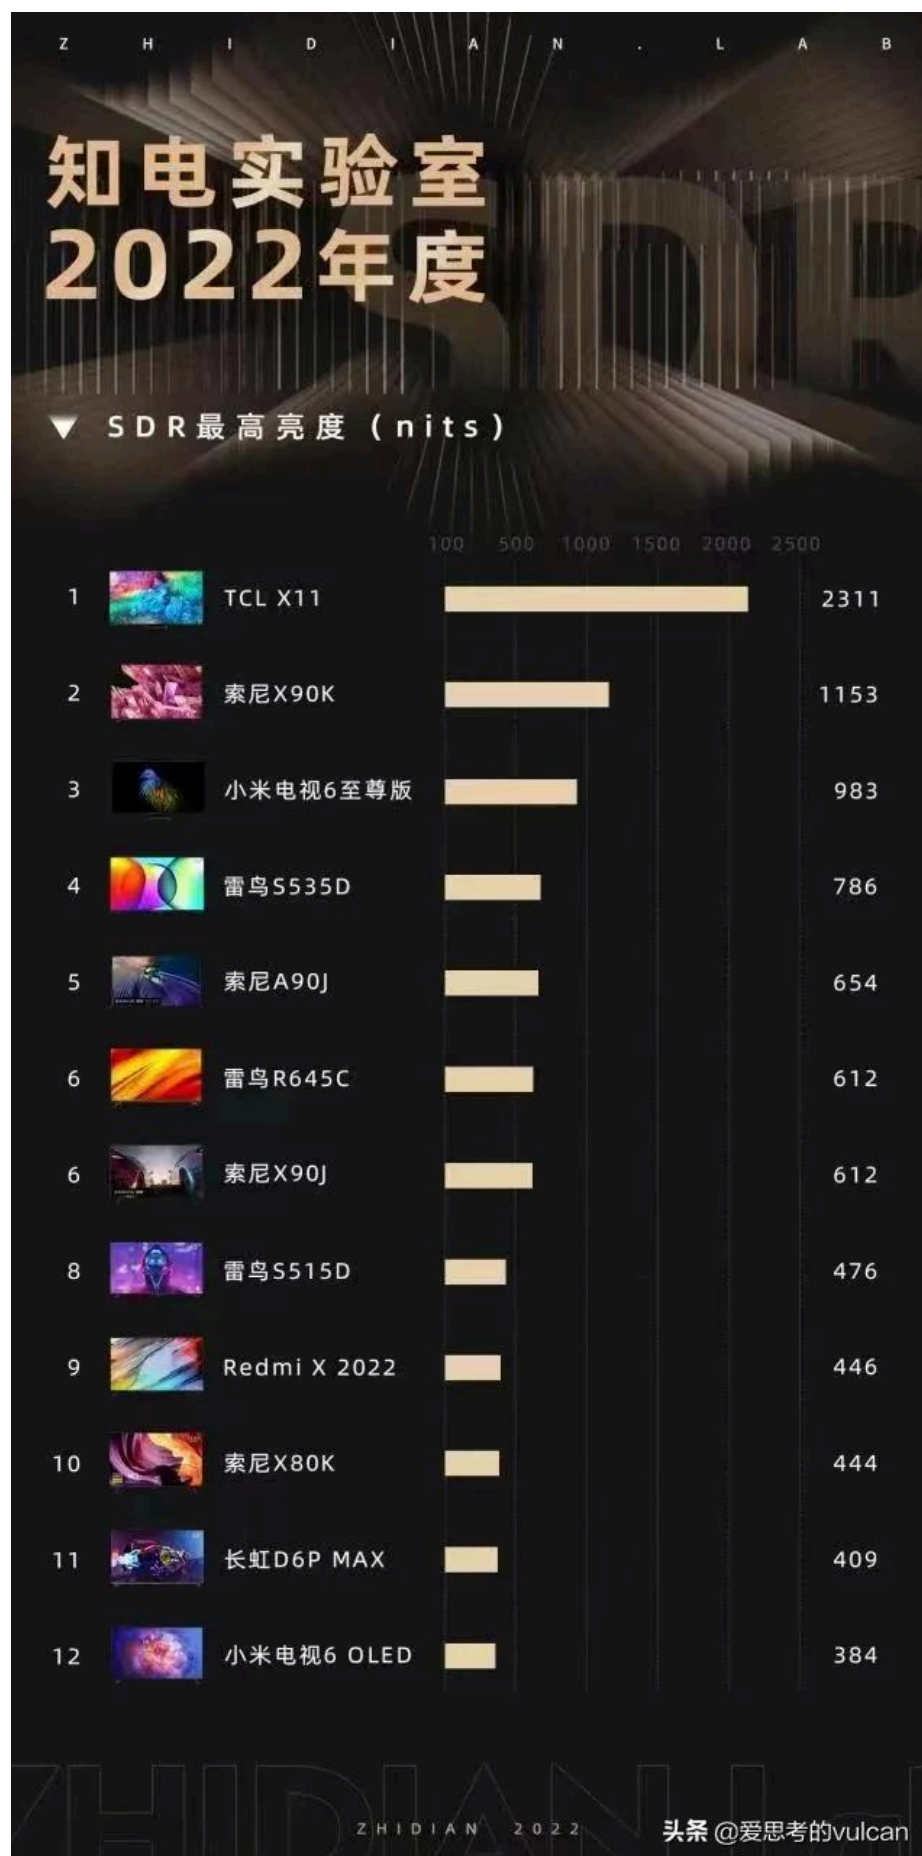 ZHIDIAN.LAB
知电实验室
2022年度
SDR
▼ SDR最高亮度（nits）
100 500 1000 1500 2000 2500
1 TCL X11 2311
2 索尼X90K 1153
3 小米电视6至尊版 983
4 雷鸟S535D 786
5 索尼A90J 654
6 雷鸟R645C 612
6 索尼X90J 612
8 雷鸟S515D 476
9 Redmi X 2022 446
10 索尼X80K 444
11 长虹D6P MAX 409
12 小米电视6 OLED 384
ZHIDIAN La
ZHIDIAN 2022
头条 @爱思考的vulcan